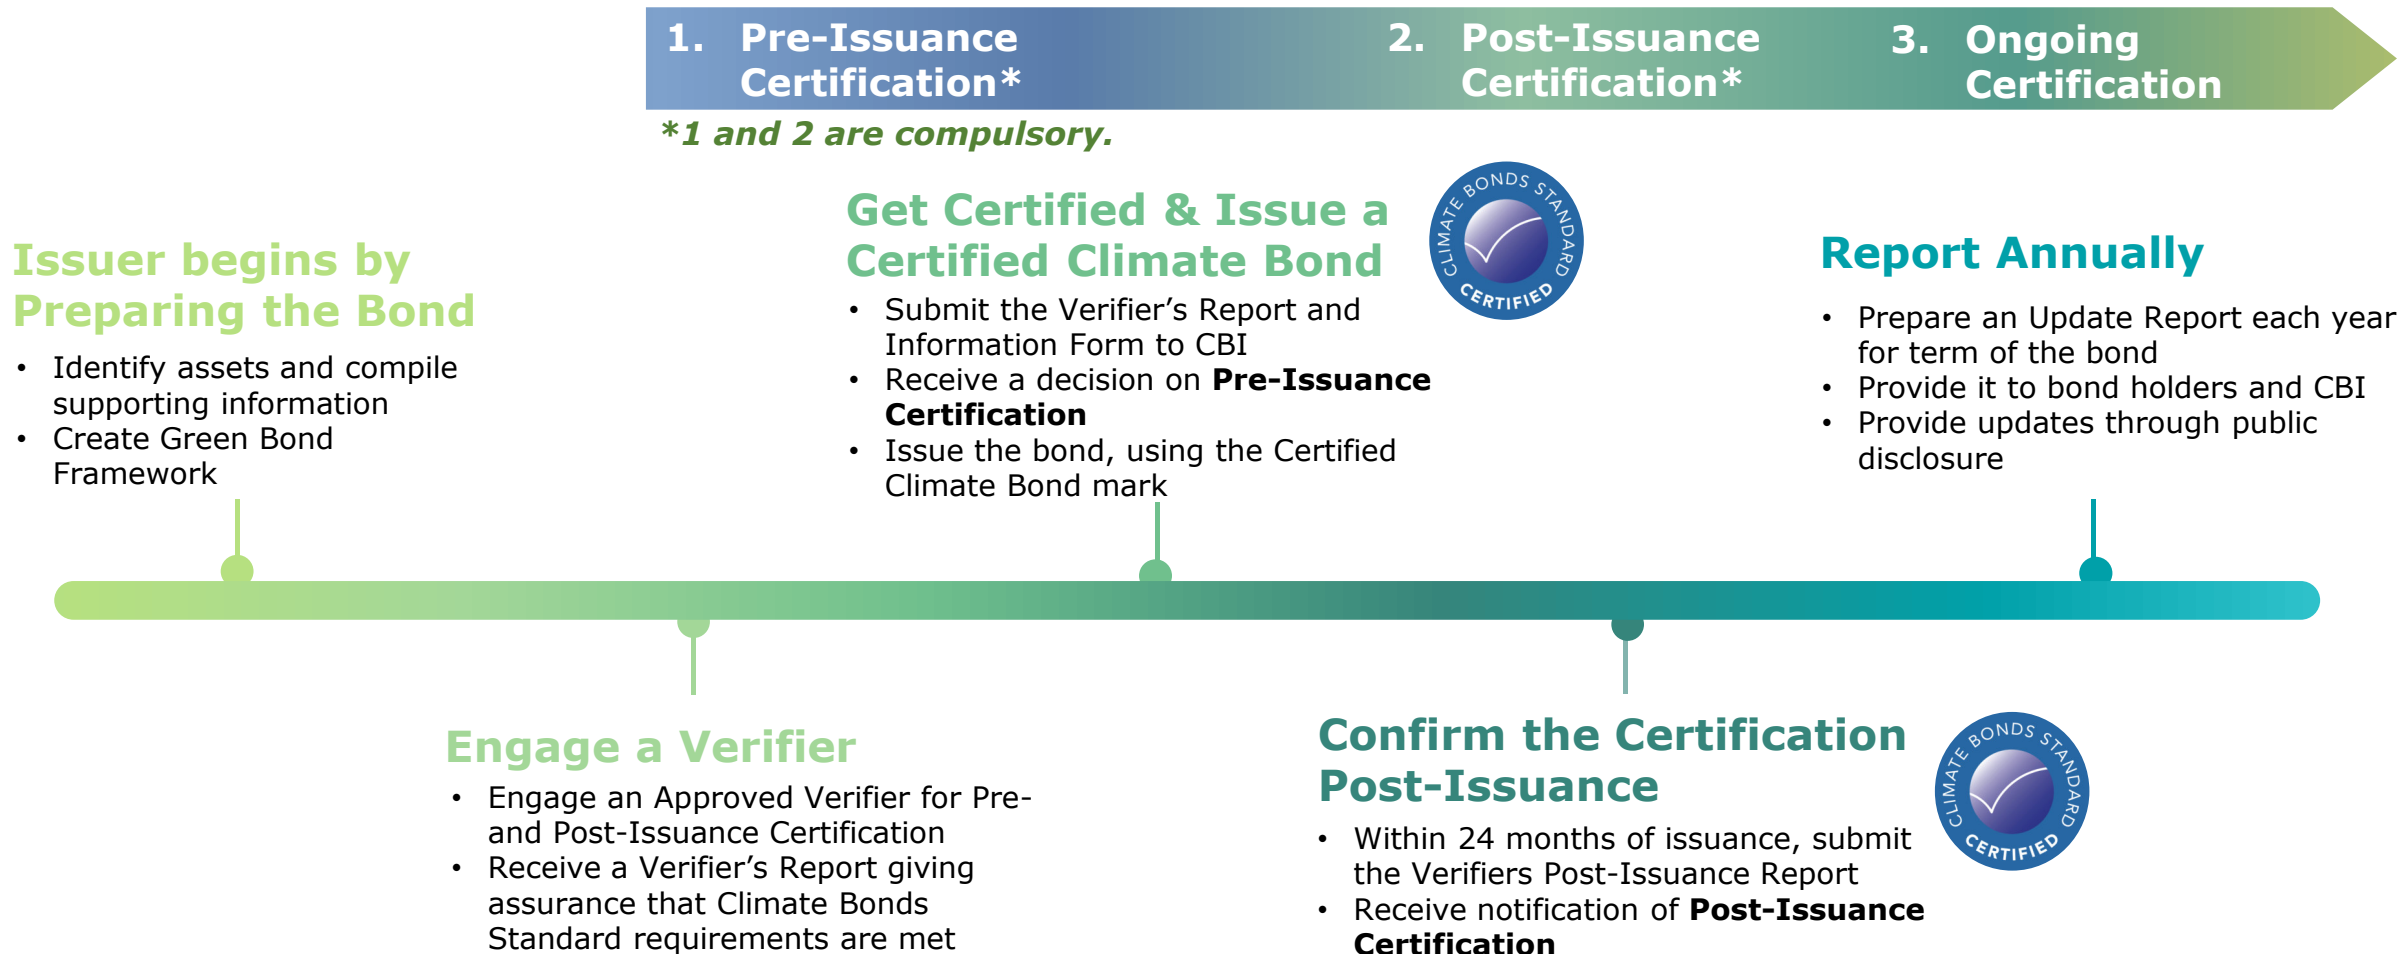 1. Pre-Issuance
Certification*
2. Post-Issuance
Certification*
3. Ongoing
Certification
*1 and 2 are compulsory.
Issuer begins by
Preparing the Bond
• Identify assets and compile
supporting information
• Create Green Bond
Framework
Engage a Verifier
• Engage an Approved Verifier for Pre-
and Post-Issuance Certification
• Receive a Verifier’s Report giving
assurance that Climate Bonds
Standard requirements are met
Get Certified & Issue a
Certified Climate Bond
• Submit the Verifier’s Report and
Information Form to CBI
• Receive a decision on Pre-Issuance
Certification
• Issue the bond, using the Certified
Climate Bond mark
CLIMATE BONDS STANDARD
CERTIFIED
Confirm the Certification
Post-Issuance
• Within 24 months of issuance, submit
the Verifiers Post-Issuance Report
• Receive notification of Post-Issuance
Certification
CLIMATE BONDS STANDARD
CERTIFIED
Report Annually
• Prepare an Update Report each year
for term of the bond
• Provide it to bond holders and CBI
• Provide updates through public
disclosure